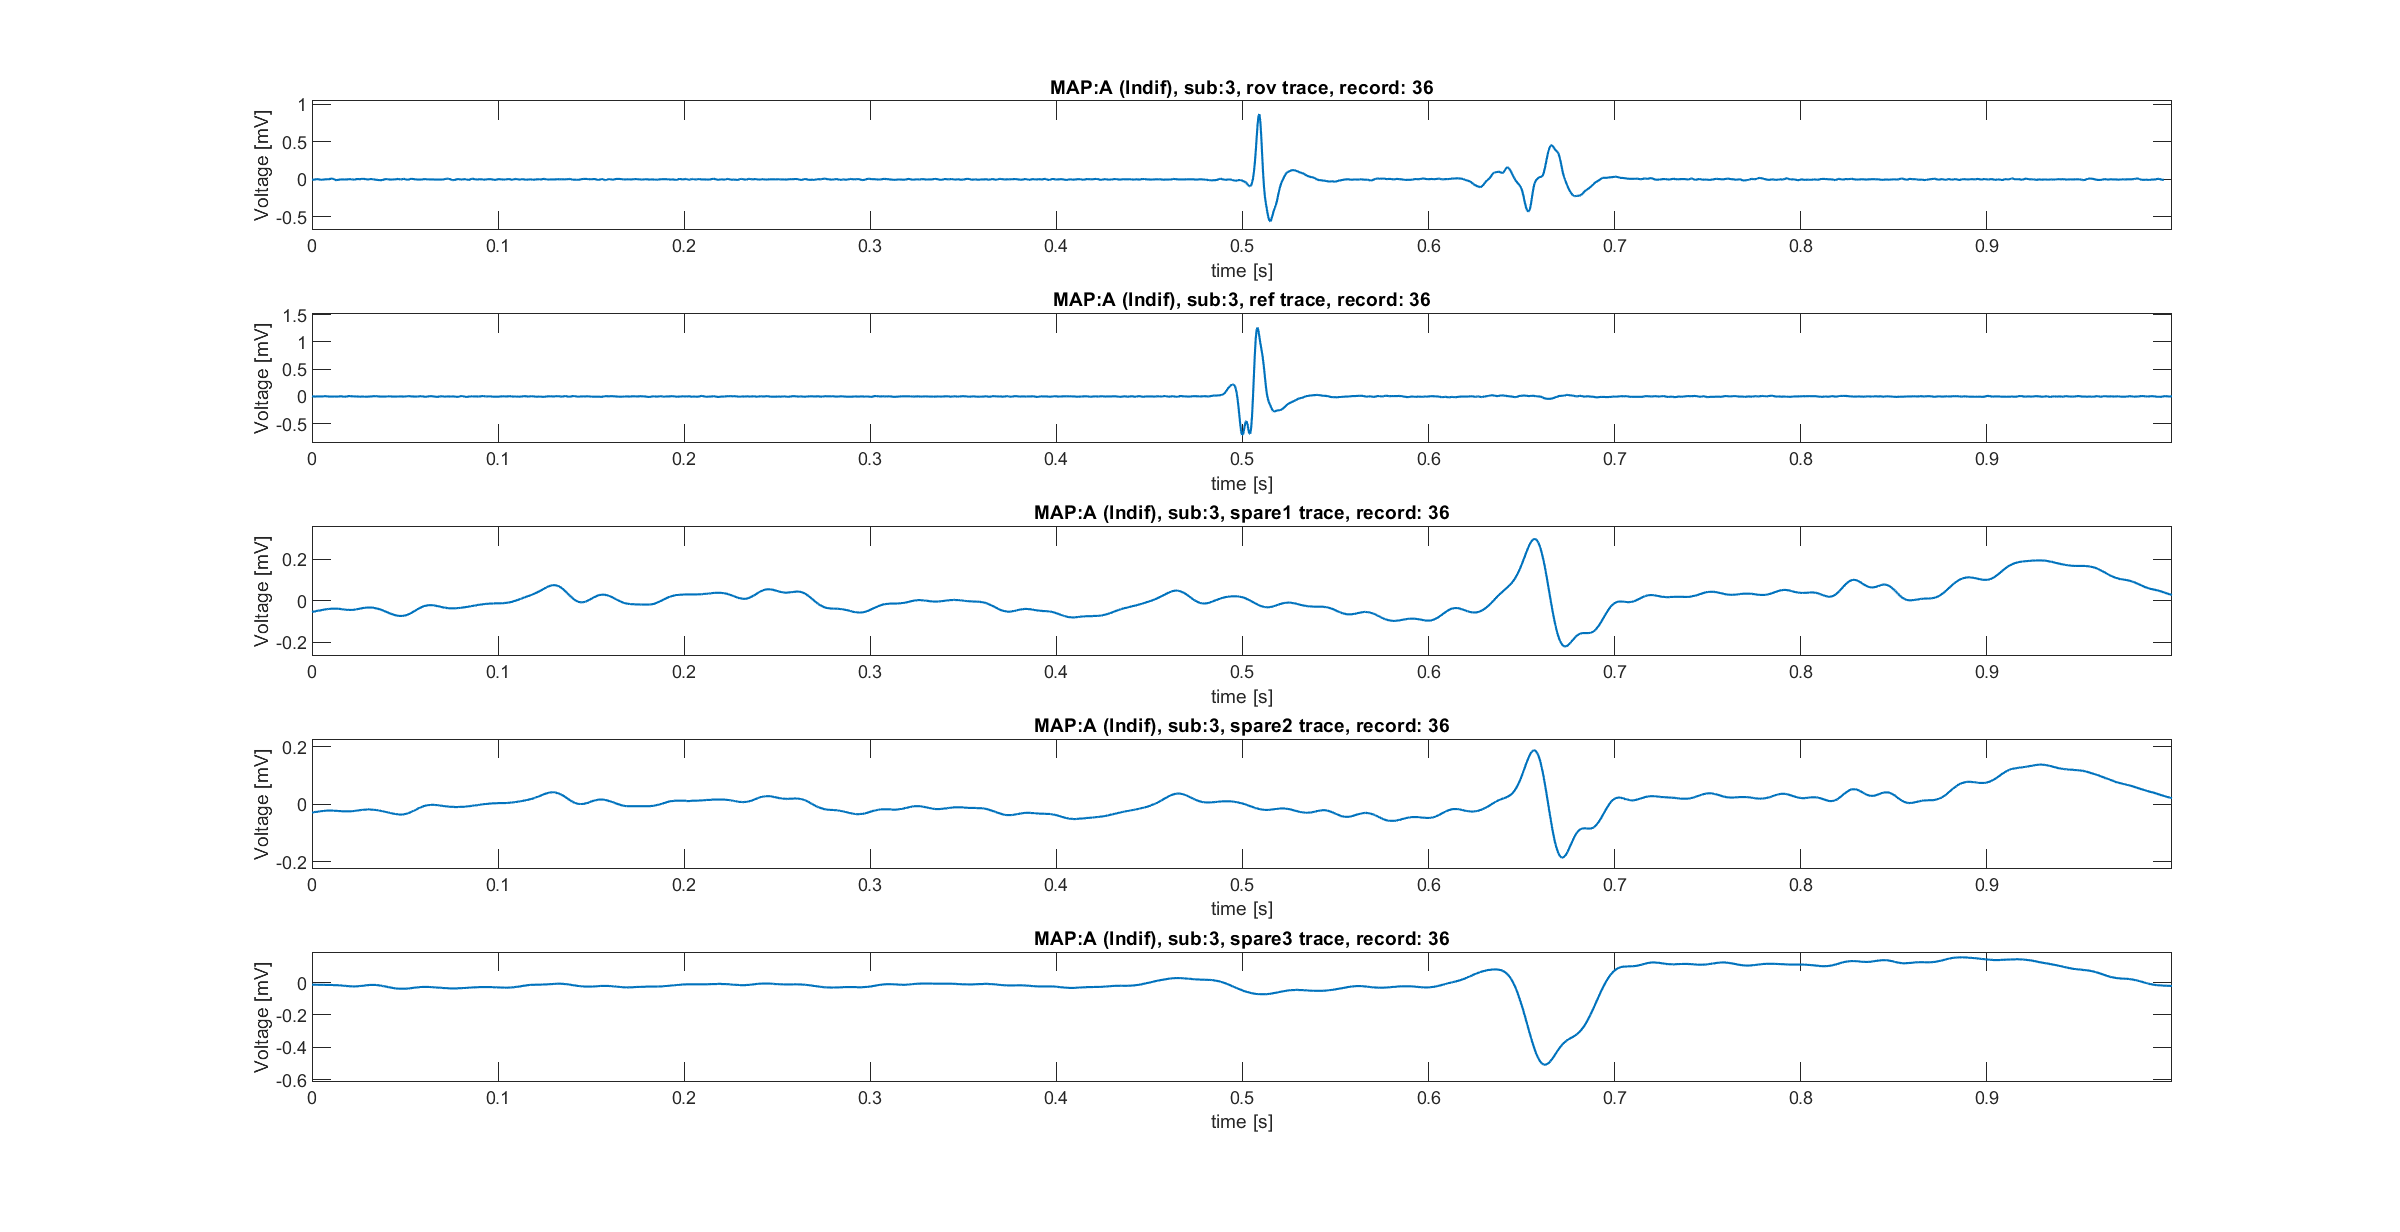 MAP:A (Indif), sub:3, rov trace, record: 36
Voltage [mV]
1
0.5
0
-0.5
0 0.1 0.2 0.3 0.4 0.5 0.6 0.7 0.8 0.9
time [s]
MAP:A (Indif), sub:3, ref trace, record: 36
Voltage [mV]
1.5
1
0.5
0
-0.5
0 0.1 0.2 0.3 0.4 0.5 0.6 0.7 0.8 0.9
time [s]
MAP:A (Indif), sub:3, spare1 trace, record: 36
Voltage [mV]
0.2
0
-0.2
0 0.1 0.2 0.3 0.4 0.5 0.6 0.7 0.8 0.9
time [s]
MAP:A (Indif), sub:3, spare2 trace, record: 36
Voltage [mV]
0.2
0
-0.2
0 0.1 0.2 0.3 0.4 0.5 0.6 0.7 0.8 0.9
time [s]
MAP:A (Indif), sub:3, spare3 trace, record: 36
Voltage [mV]
0
-0.2
-0.4
-0.6
0 0.1 0.2 0.3 0.4 0.5 0.6 0.7 0.8 0.9
time [s]